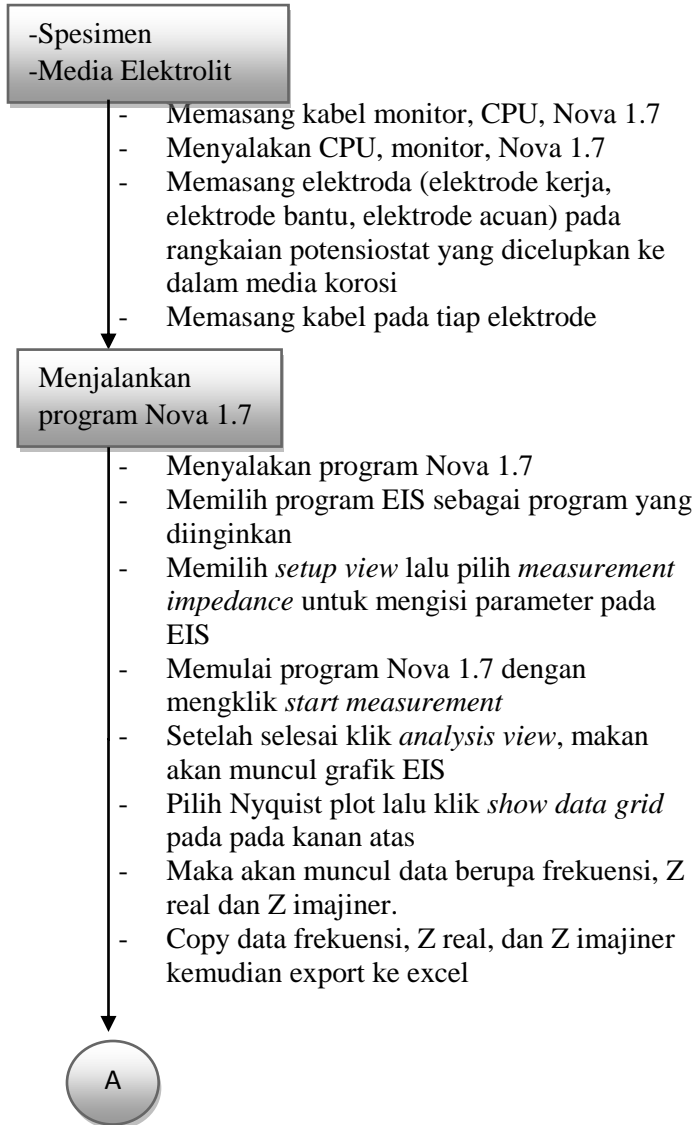 -Spesimen
-Media Elektrolit
- Memasang kabel monitor, CPU, Nova 1.7
- Menyalakan CPU, monitor, Nova 1.7
- Memasang elektroda (elektrode kerja,
elektrode bantu, elektrode acuan) pada
rangkaian potensiostat yang dicelupkan ke
dalam media korosi
- Memasang kabel pada tiap elektrode
Menjalankan
program Nova 1.7
- Menyalakan program Nova 1.7
- Memilih program EIS sebagai program yang
diinginkan
- Memilih setup view lalu pilih measurement
impedance untuk mengisi parameter pada
EIS
- Memulai program Nova 1.7 dengan
mengklik start measurement
- Setelah selesai klik analysis view, makan
akan muncul grafik EIS
- Pilih Nyquist plot lalu klik show data grid
pada pada kanan atas
- Maka akan muncul data berupa frekuensi, Z
real dan Z imajiner.
- Copy data frekuensi, Z real, dan Z imajiner
kemudian export ke excel
A